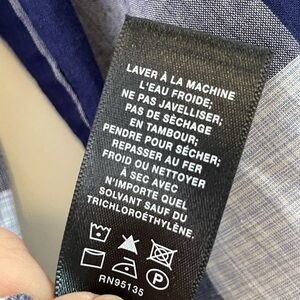 LAVER À LA MACHINE
L'EAU FROIDE;
NE PAS JAVELLISER;
PAS DE SÉCHAGE
EN TAMBOUR;
PENDRE POUR SÉCHER;
REPASSER AU FER
FROID OU NETTOYER
À SEC AVEC
N'IMPORTE QUEL
SOLVANT SAUF DU
TRICHLOROÉTHYLÈNE.
P
RN95135